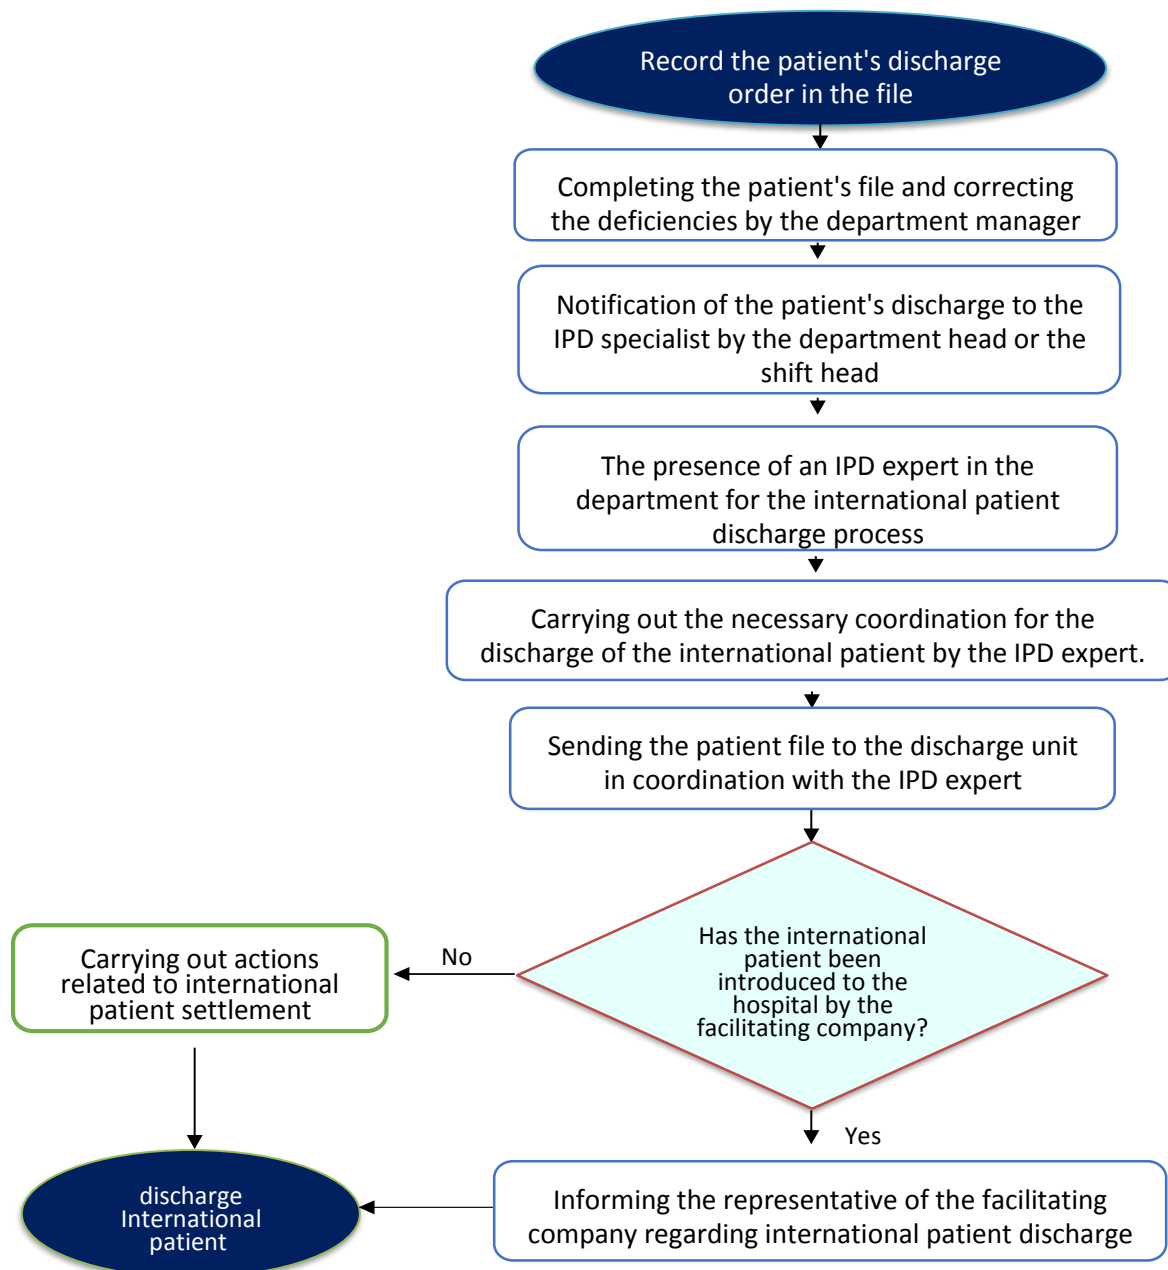 Record the patient's discharge
order in the file
Completing the patient's file and correcting
the deficiencies by the department manager
Notification of the patient's discharge to the
IPD specialist by the department head or the
shift head
The presence of an IPD expert in the
department for the international patient
discharge process
Carrying out the necessary coordination for the
discharge of the international patient by the IPD expert.
Sending the patient file to the discharge unit
in coordination with the IPD expert
Has the international
patient been
introduced to the
hospital by the
facilitating company?
No
Carrying out actions
related to international
patient settlement
Yes
Informing the representative of the facilitating
company regarding international patient discharge
discharge
International
patient